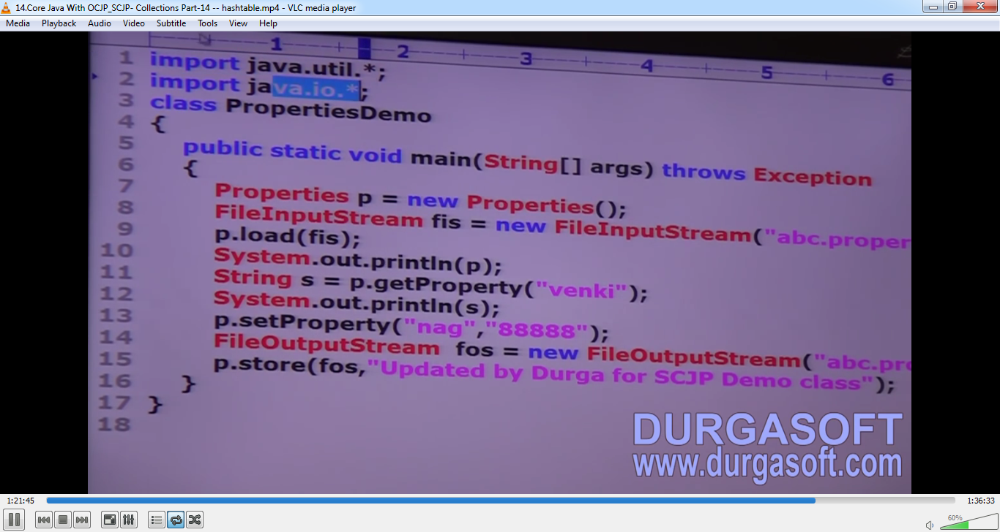 14.Core Java With OCJP_SCJP- Collections Part-14 -- hashtable.mp4 - VLC media player
Media Playback Audio Video Subtitle Tools View Help
1 2 3 4 5 6
1 import java.util.*;
2 import java.io.*;
3 class PropertiesDemo
4 {
5 public static void main(String[] args) throws Exception
6 {
7 Properties p = new Properties();
8 FileInputStream fis = new FileInputStream("abc.proper
9 p.load(fis);
10 System.out.println(p);
11 String s = p.getProperty("venki");
12 System.out.println(s);
13 p.setProperty("nag","88888");
14 FileOutputStream fos = new FileOutputStream("abc.pro
15 p.store(fos,"Updated by Durga for SCJP Demo class");
16 }
17 }
18
DURGASOFT
www.durgasoft.com
1:21:45 1:36:33
60%